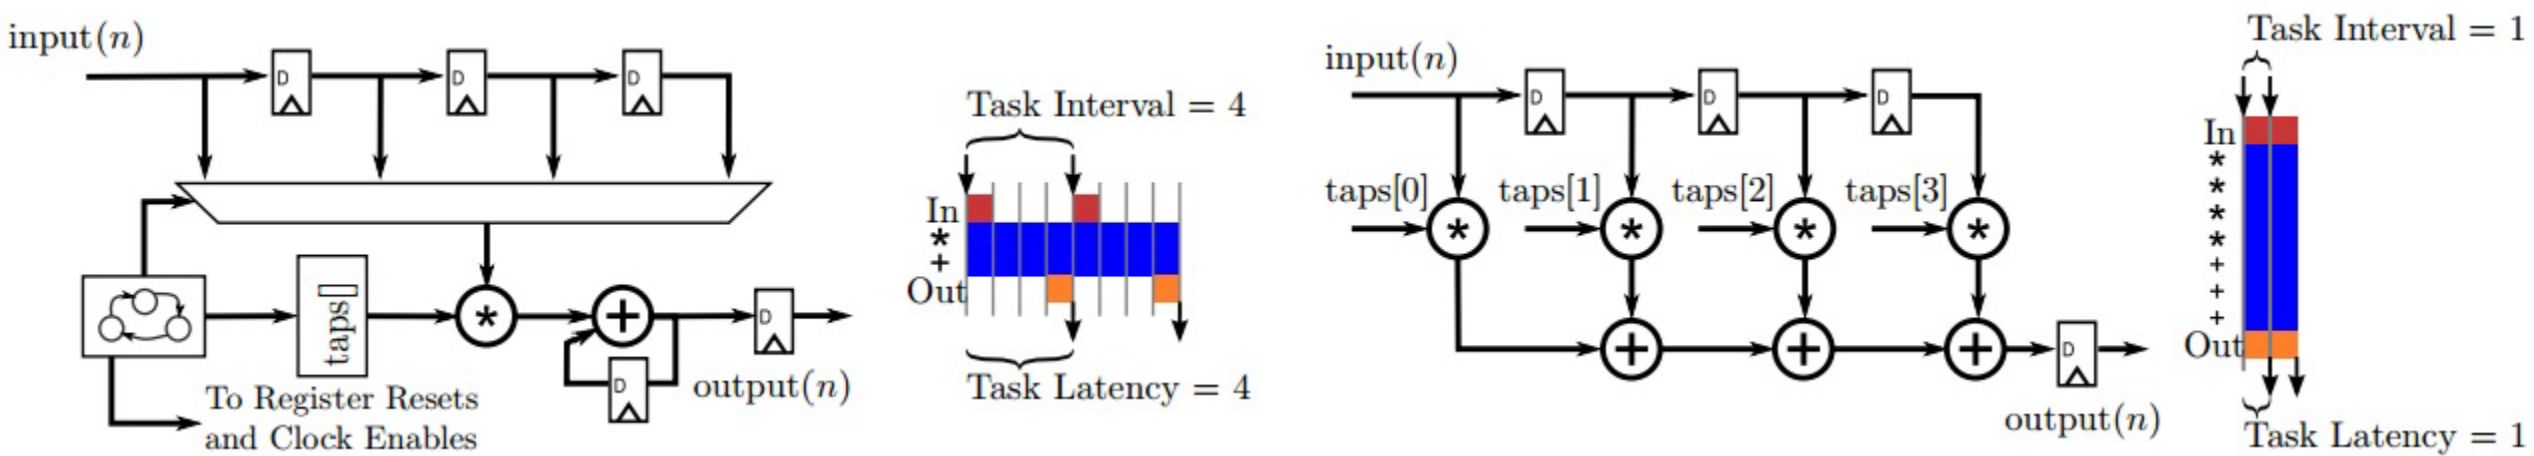 input(n)
D
D
D
taps[]
*
+
D
D
output(n)
To Register Resets
and Clock Enables
Task Interval = 4
In
*
+
Out
Task Latency = 4
input(n)
D
D
D
taps[0]
taps[1]
taps[2]
taps[3]
*
*
*
*
+
+
+
D
output(n)
Task Interval = 1
In
*
*
*
*
+
+
+
Out
Task Latency = 1